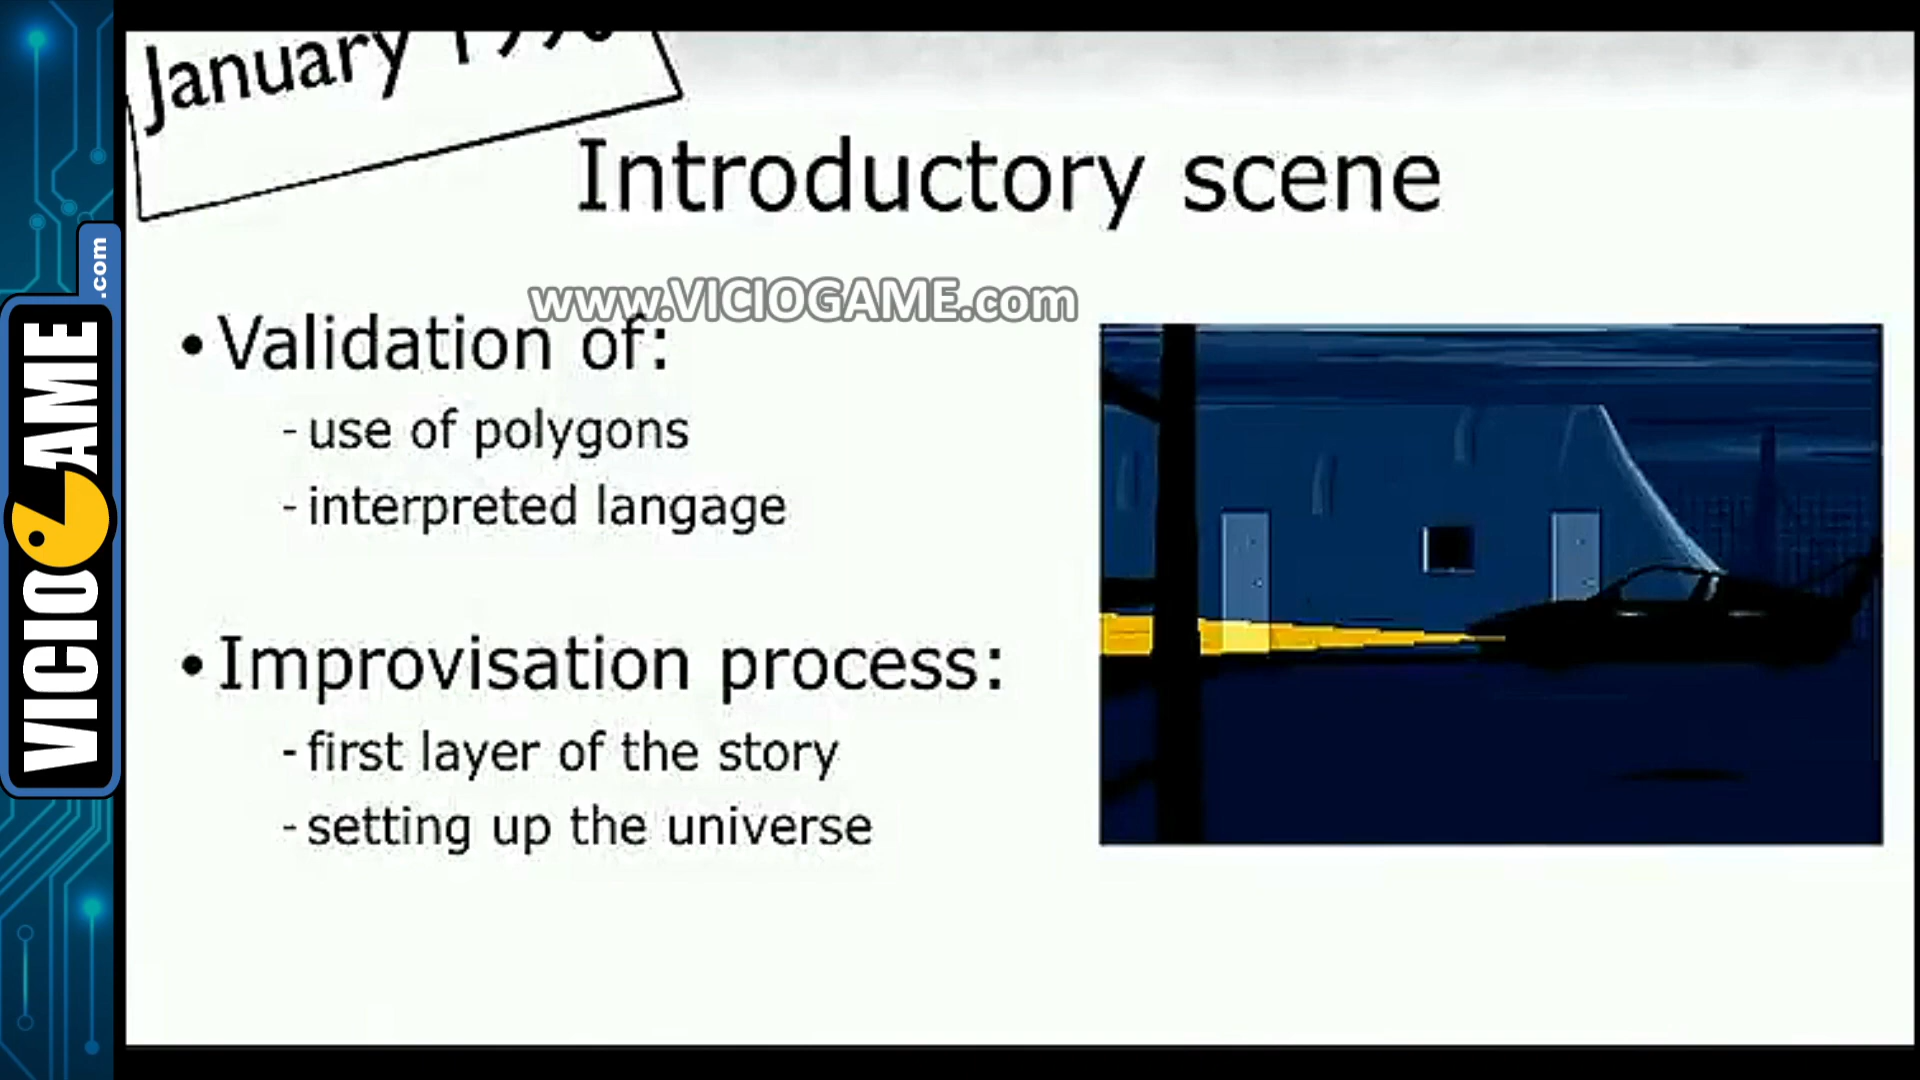 January
Introductory scene
www.VICIOGAME.com
• Validation of:
- use of polygons
- interpreted langage
• Improvisation process:
- first layer of the story
- setting up the universe
VICIOGAME
.com